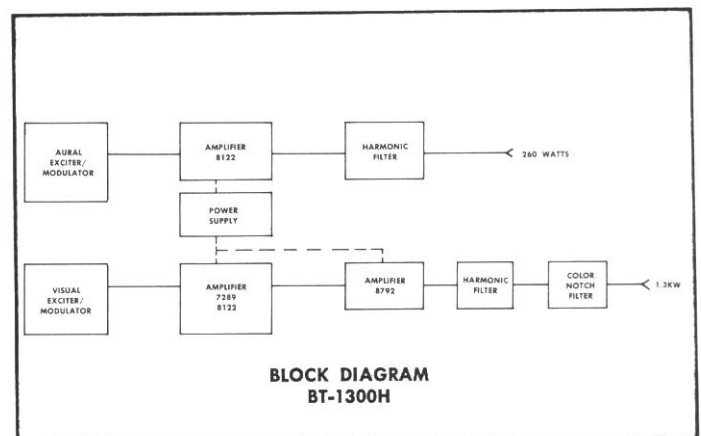 AURAL
EXCITER/
MODULATOR
AMPLIFIER
8122
HARMONIC
FILTER
260 WATTS
POWER
SUPPLY
VISUAL
EXCITER/
MODULATOR
AMPLIFIER
7289
8122
AMPLIFIER
8792
HARMONIC
FILTER
COLOR
NOTCH
FILTER
1.3KW
BLOCK DIAGRAM
BT-1300H